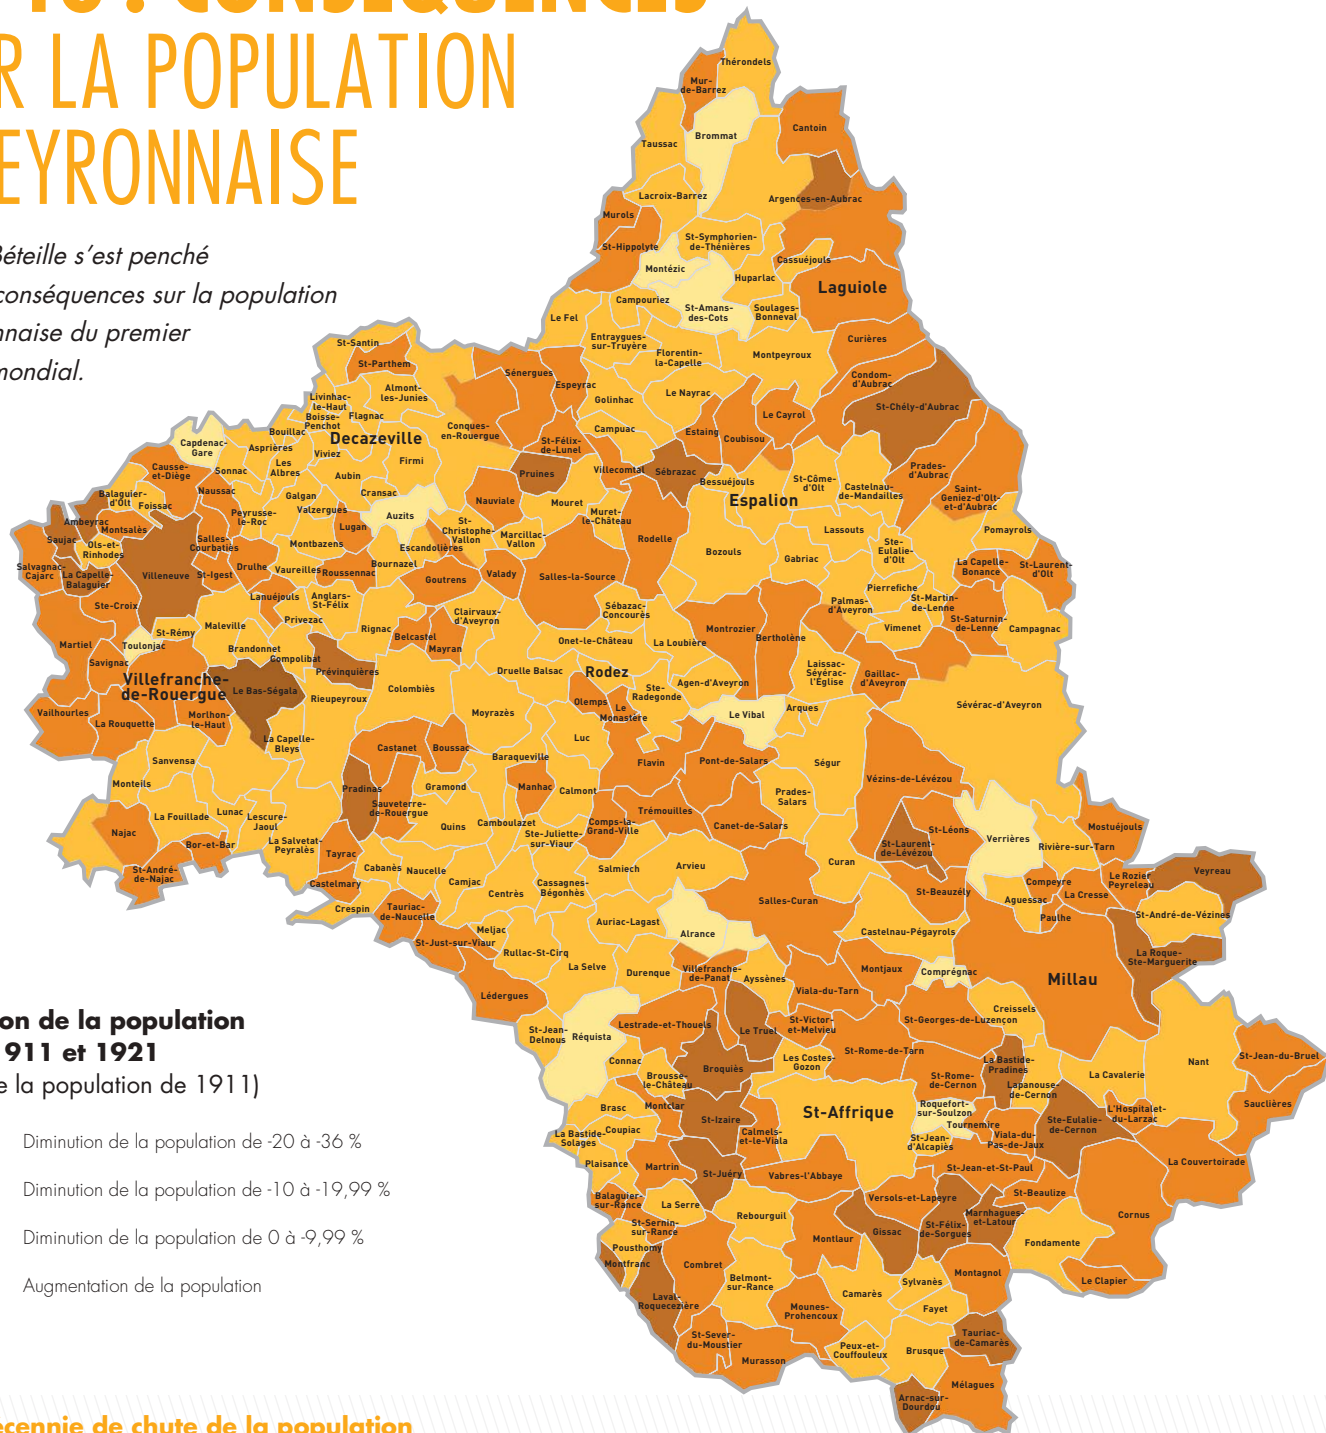 R LA POPULATION
EYRONNAISE
Béteille s’est penché
conséquences sur la population
nnaise du premier
mondial.
Thérondels
Mur-
de-Barrez
Brommat
Cantoin
Taussac
Lacroix-Barrez
Argences-en-Aubrac
Murols
St-Hippolyte
St-Symphorien-
de-Thénières
Cassuéjouls
Montézic
Huparlac
Laguiole
Campouriez
St-Amans-
des-Cots
Soulages-
Bonneval
Le Fel
Entraygues-
sur-Truyère
Florentin-
la-Capelle
Montpeyroux
Curières
Condom-
d'Aubrac
St-Chély-d'Aubrac
St-Santin
St-Parthem
Sénergues
Espeyrac
Golinhac
Le Nayrac
Le Cayrol
Almont-
les-Junies
Livinhac-
le-Haut
Boisse-
Penchot
Flagnac
Bouillac
Decazeville
Conques-
en-Rouergue
St-Félix-
de-Lunel
Campuac
Estaing
Coubisou
Capdenac-
Gare
Asprières
Viviez
Firmi
Les
Albres
Aubin
Sonnac
Causse-
et-Diège
Pruines
Villecomtal
Sébrazac
Bessuéjouls
Espalion
St-Côme-
d'Olt
Castelnau-
de-Mandailles
Prades-
d'Aubrac
Saint-
Geniez-d'Olt-
et-d'Aubrac
Naussac
Balaguier-
d'Olt
Foissac
Galgan
Cransac
Valzergues
Auzits
Nauviale
Mouret
Muret-
le-Château
Rodelle
Lassouts
Pomayrols
Ambeyrac
Montsalès
Peyrusse-
le-Roc
Lugan
Saujac
Ols-et-
Rinhodes
Salles-
Courbaties
Montbazens
Escandolières
St-
Christophe-
Vallon
Marcillac-
Vallon
Bozouls
Gabriac
Ste-
Eulalie-
d'Olt
La Capelle-
Bonance
St-Laurent-
d'Olt
Salvagnac-
Cajarc
La Capelle-
Balaguier
Villeneuve
St-Igest
Drulhe
Vaureilles
Roussennac
Bournazel
Goutrens
Valady
Salles-la-Source
Pierrefiche
Ste-Croix
Lanuéjouls
Anglars-
St-Félix
Privezac
Clairvaux-
d'Aveyron
Sébazac-
Concourès
Palmas-
d'Aveyron
St-Martin-
de-Lenne
Vimenet
St-Saturnin-
de-Lenne
Campagnac
Martiel
Toulonjac
St-Rémy
Maleville
Rignac
Belcastel
Mayran
Onet-le-Château
La Loubière
Montrozier
Bertholène
Savignac
Brandonnet
Compolibat
Prévinquières
Druelle Balsac
Rodez
Agen-d'Aveyron
Laissac-
Sévérac-
l'Église
Gaillac-
d'Aveyron
Villefranche-
de-Rouergue
Le Bas-Ségala
Rieupeyroux
Colombiès
Olemps
Le
Monastère
Ste-
Radegonde
Le Vibal
Arques
Sévérac-d'Aveyron
Vailhourles
La Rouquette
Morlhon-
le-Haut
Moyrazès
Luc
La Capelle-
Bleys
Castanet
Boussac
Baraqueville
Flavin
Pont-de-Salars
Ségur
Vézins-de-Lévézou
Sanvensa
Monteils
Pradinas
Gramond
Manhac
Calmont
Prades-
Salars
Sauveterre-
de-Rouergue
Trémouilles
Najac
La Fouillade
Lunac
Lescure-
Jaoul
Quins
Camboulazet
Comps-la-
Grand-Ville
Canet-de-Salars
St-Léons
Verrières
Mostuéjouls
Bor-et-Bar
La Salvetat-
Peyralès
Tayrac
Ste-Juliette-
sur-Viaur
St-Laurent-
de-Lévézou
Rivière-sur-Tarn
St-André-
de-Najac
Cabanès
Naucelle
Salmiech
Arvieu
Curan
Veyreau
Castelmary
Camjac
Centrès
Cassagnes-
Bégonhès
St-Beauzély
Compeyre
Le Rozier
Peyreleau
La Cresse
Aguessac
Crespin
Tauriac-
de-Naucelle
Salles-Curan
Paulhe
St-André-de-Vézines
Meljac
Auriac-Lagast
Alrance
Castelnau-Pégayrols
St-Just-sur-Viaur
Rullac-St-Cirq
La Roque-
Ste-Marguerite
La Selve
Durenque
Villefranche-
de-Panat
Ayssènes
Montjaux
Comprégnac
Millau
Lédergues
Viala-du-Tarn
Creissels
Lestrade-et-Thouels
Le Truel
St-Victor-
et-Melvieu
St-Georges-de-Luzençon
St-Jean-
Delnous
Réquista
Connac
Les Costes-
Gozon
St-Rome-de-Tarn
La Bastide-
Pradines
Nant
St-Jean-du-Bruel
Brousse-
le-Château
Broquiès
St-Rome-
de-Cernon
Lapanouse-
de-Cernon
La Cavalerie
Brasc
Montclar
St-Izaire
St-Affrique
Roquefort-
sur-Soulzon
Tournemire
Ste-Eulalie-
de-Cernon
L'Hospitalet-
du-Larzac
Sauclières
La Bastide-
Solages
Coupiac
Calmels-
et-le-Viala
St-Jean-
d'Alcapiès
Viala-du-
Pas-de-Jaux
Plaisance
Martrin
St-Juéry
Vabres-l'Abbaye
St-Jean-et-St-Paul
La Couvertoirade
Balaguier-
sur-Rance
La Serre
Versols-et-Lapeyre
St-Beaulize
St-Sernin-
sur-Rance
Rebourguil
Montlaur
Gissac
St-Félix-
de-Sorgues
Marnhagues-
et-Latour
Cornus
Pousthomy
Fondamente
Montfranc
Combret
Belmont-
sur-Rance
Camarès
Sylvanès
Montagnol
Le Clapier
Laval-
Roquecezière
Mounes-
Prohencoux
Fayet
St-Sever-
du-Moustier
Peux-et-
Couffouleux
Brusque
Tauriac-
de-Camarès
Murasson
Mélagues
Arnac-sur-
Dourdou
on de la population
911 et 1921
e la population de 1911)
Diminution de la population de -20 à -36 %
Diminution de la population de -10 à -19,99 %
Diminution de la population de 0 à -9,99 %
Augmentation de la population
écennie de chute de la population